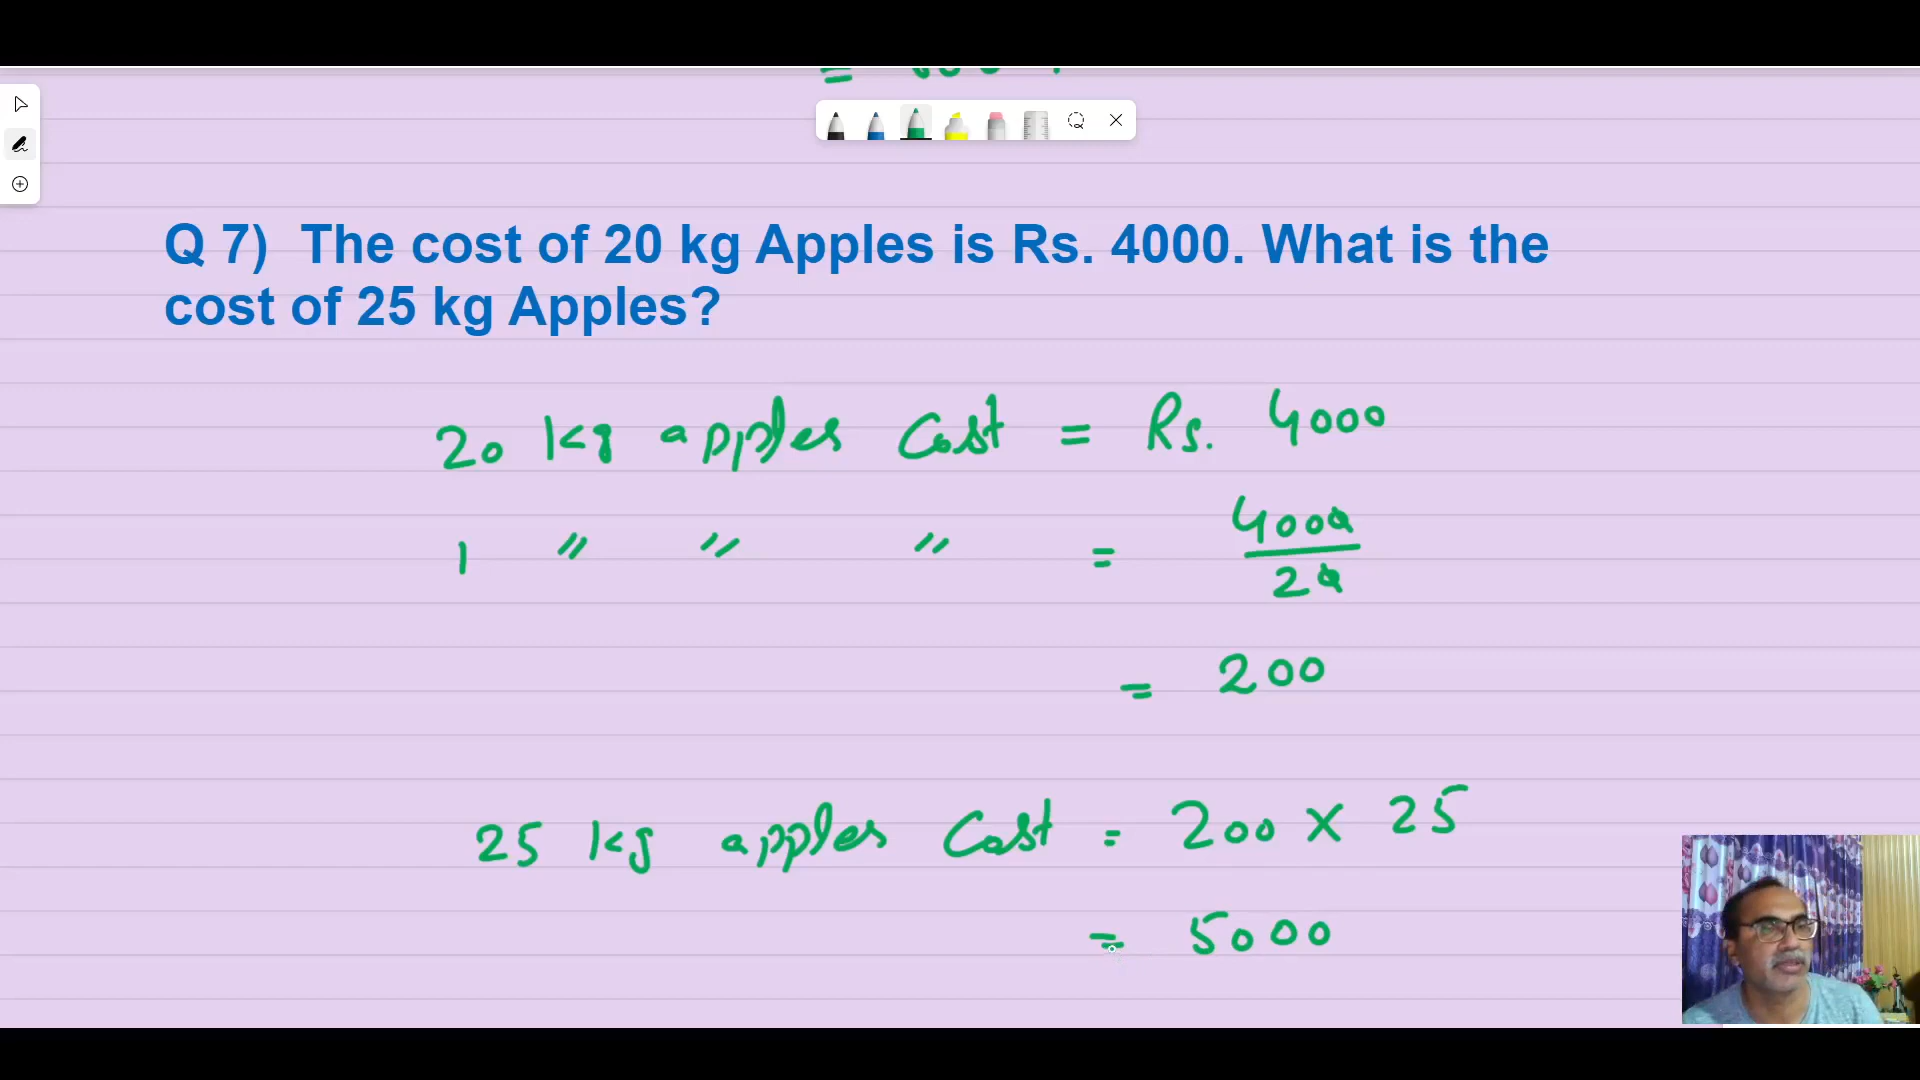 Q 7) The cost of 20 kg Apples is Rs. 4000. What is the
cost of 25 kg Apples?
20 kg apples Cost = Rs. 4000
1 " " " = 4000
20
= 200
25 kg apples Cost = 200 x 25
= 5000